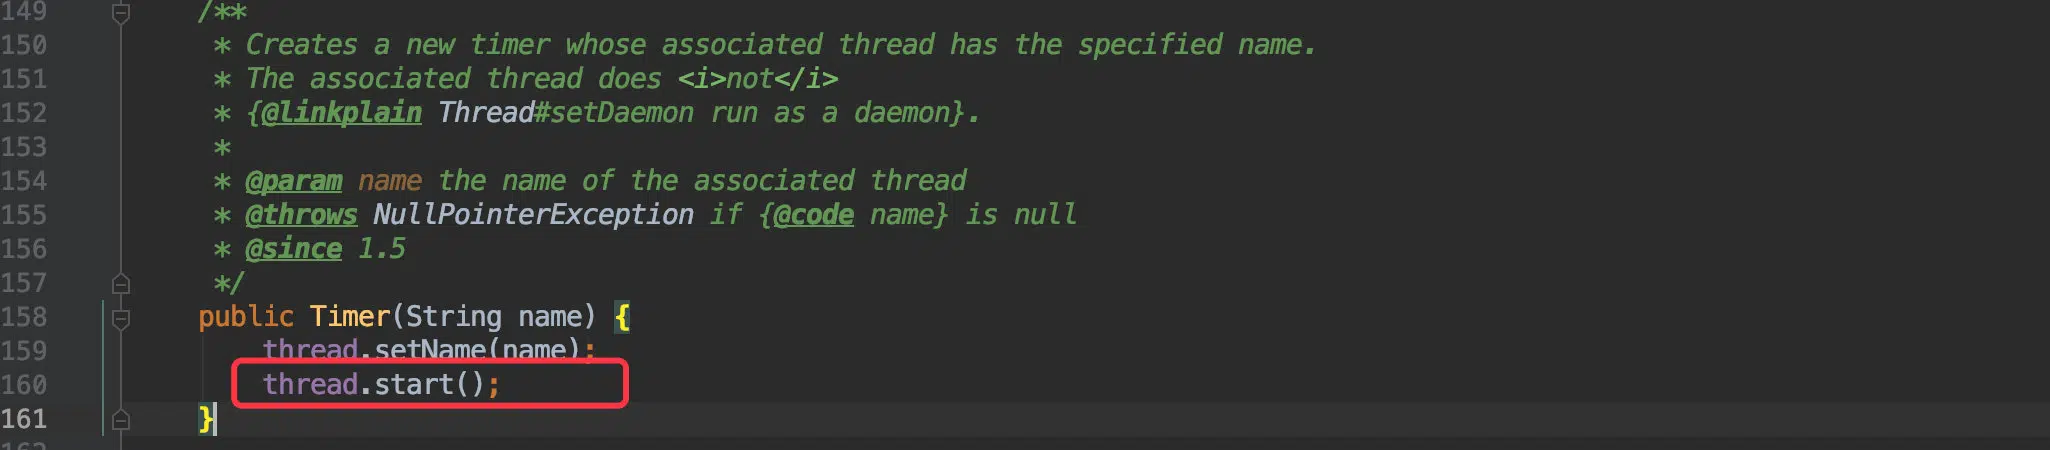 149 /**
150 * Creates a new timer whose associated thread has the specified name.
151 * The associated thread does <i>not</i>
152 * {@linkplain Thread#setDaemon run as a daemon}.
153 *
154 * @param name the name of the associated thread
155 * @throws NullPointerException if {@code name} is null
156 * @since 1.5
157 */
158 public Timer(String name) {
159 thread.setName(name);
160 thread.start();
161 }
162